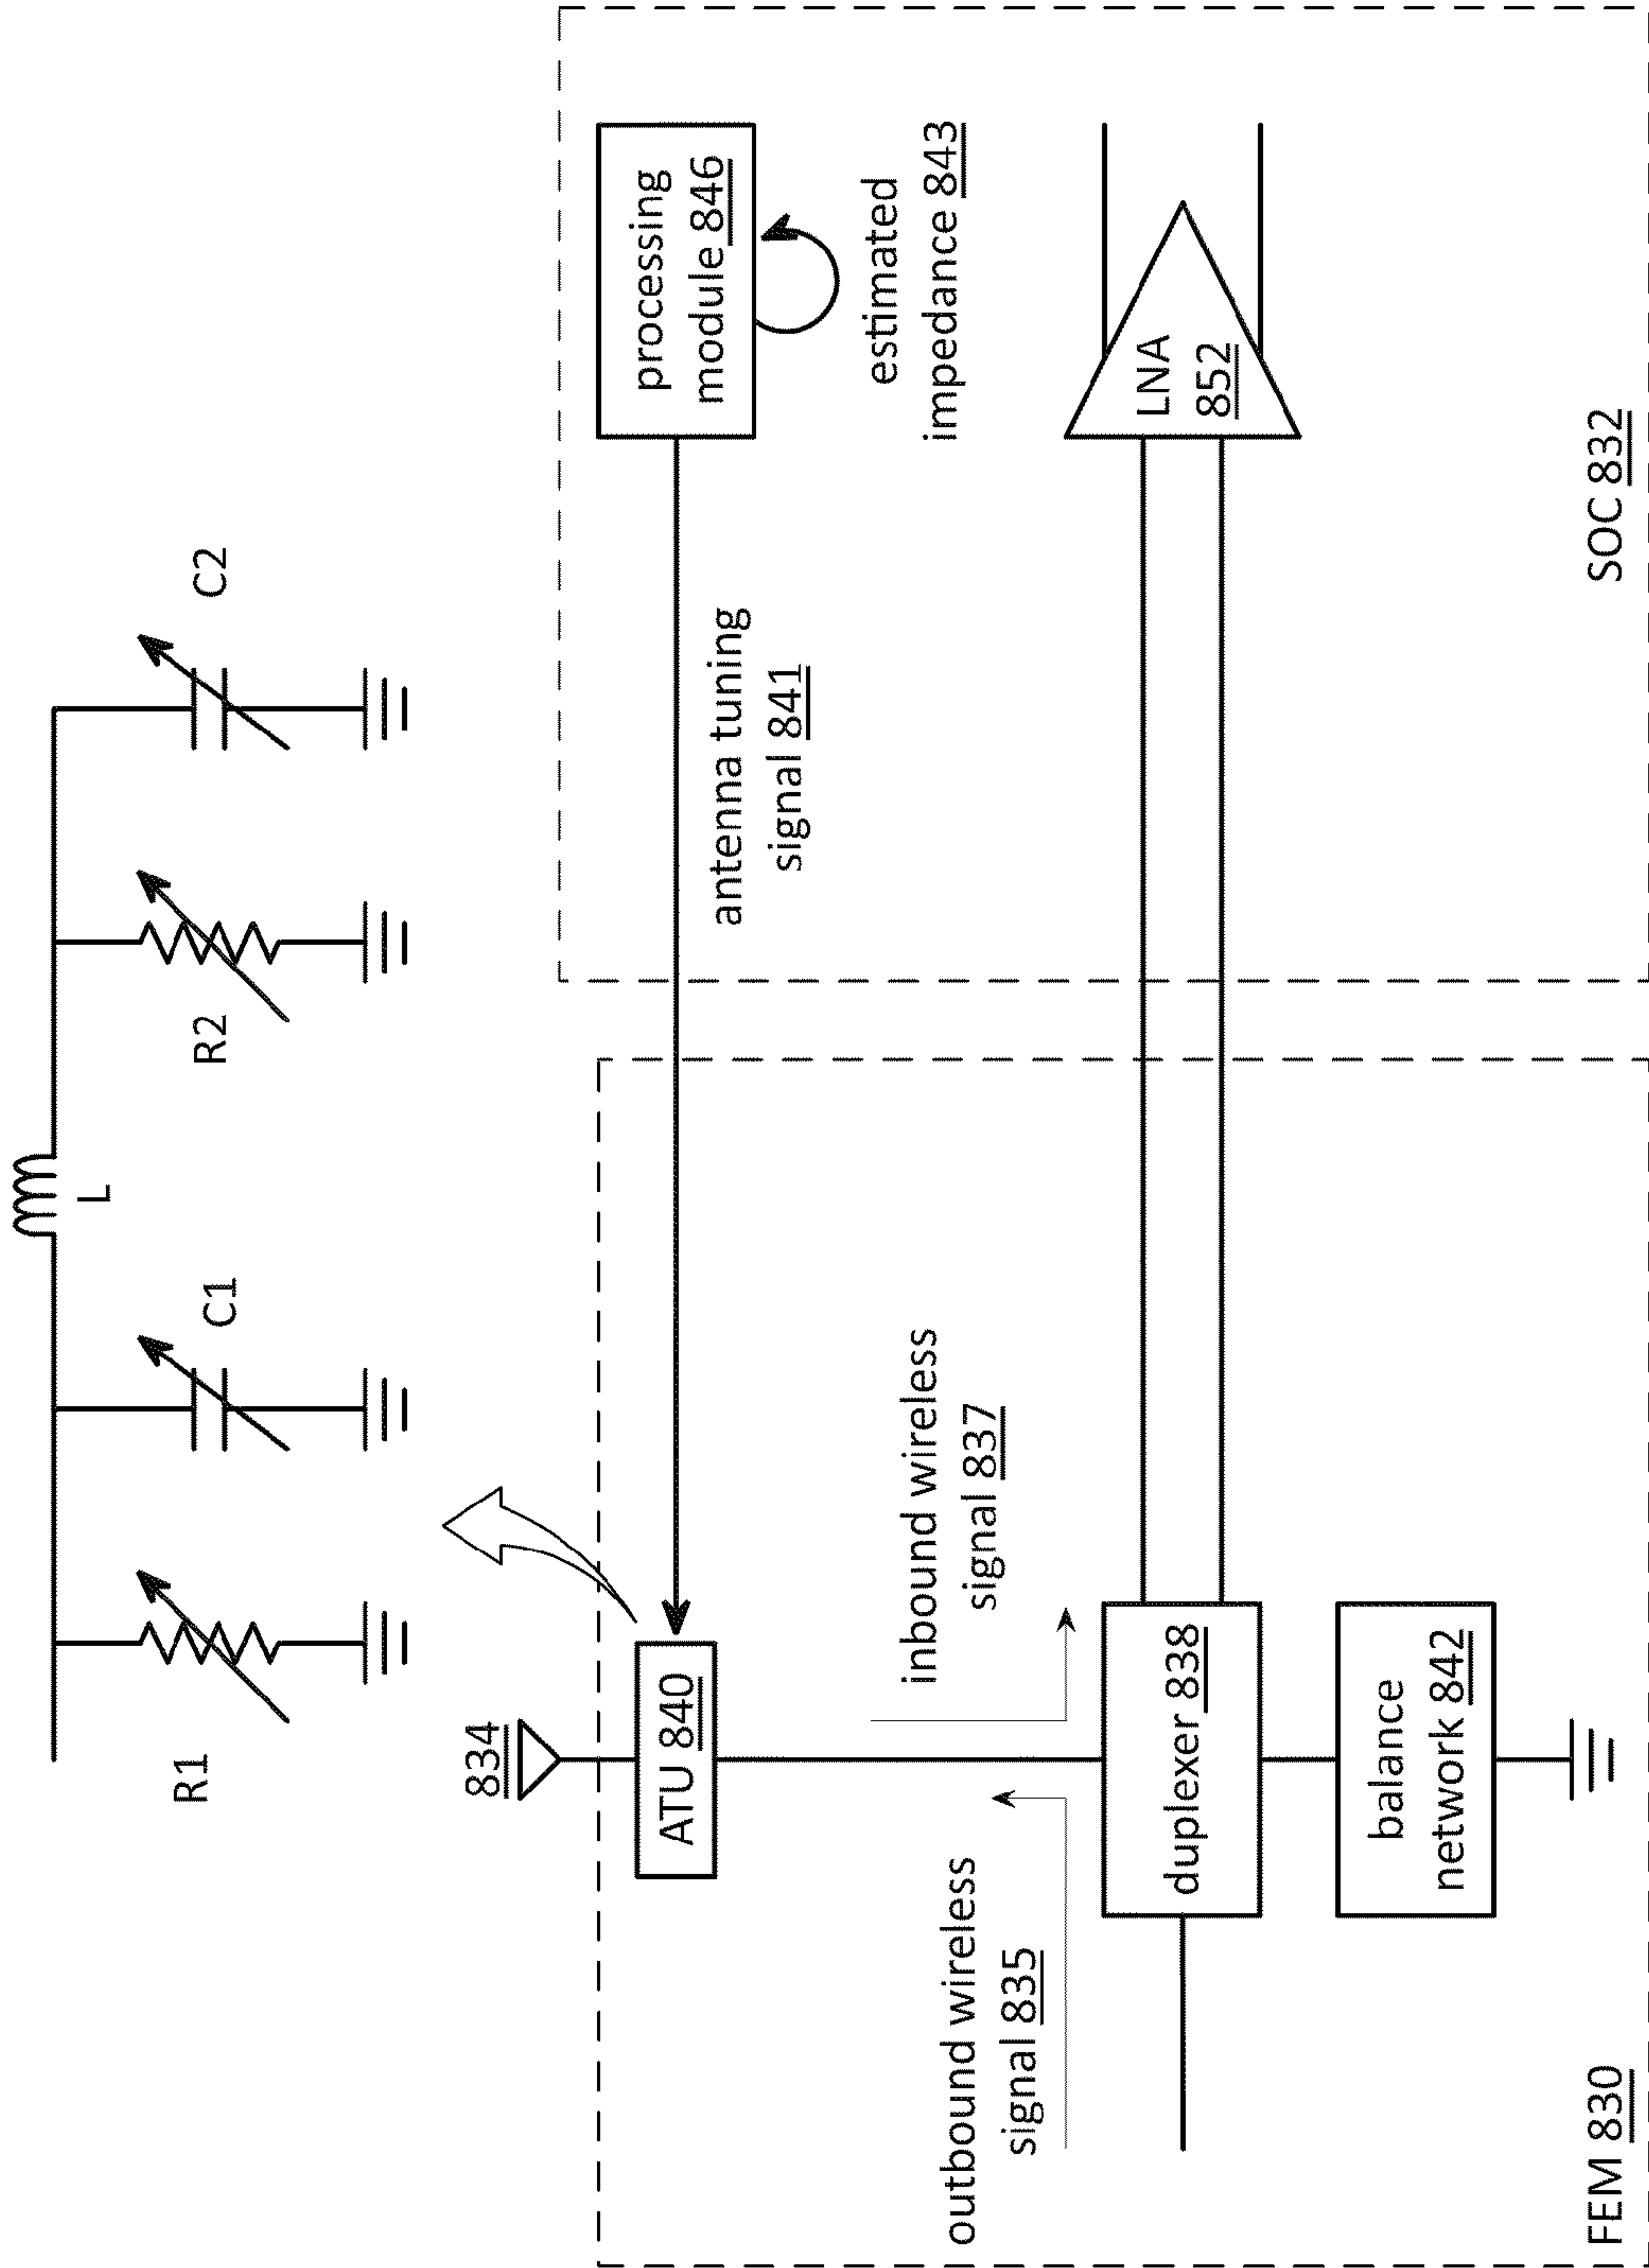 L
R1
C1
R2
C2
834
ATU 840
antenna tuning
signal 841
processing
module 846
estimated
impedance 843
outbound wireless
signal 835
inbound wireless
signal 837
duplexer 838
LNA
852
balance
network 842
FEM 830
SOC 832